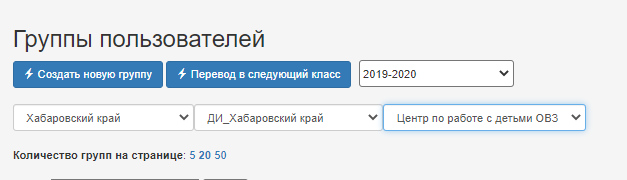 Группы пользователей
Создать новую группу Перевод в следующий класс 2019-2020
Хабаровский край ДИ_Хабаровский край Центр по работе с детьми ОВЗ
Количество групп на странице: 5 20 50